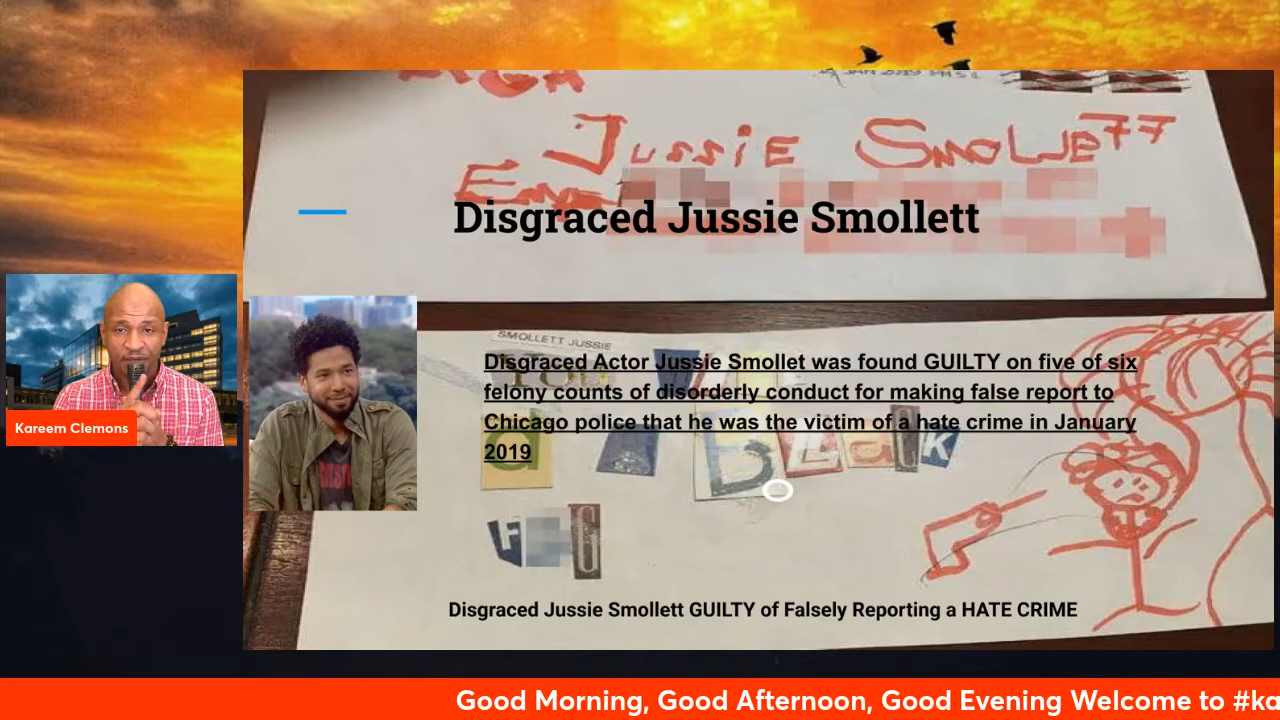 Jussie Smolle77
Disgraced Jussie Smollett
SMOLLETT JUSSIE
Disgraced Actor Jussie Smollet was found GUILTY on five of six
felony counts of disorderly conduct for making false report to
Chicago police that he was the victim of a hate crime in January
2019
Black
F G
Disgraced Jussie Smollett GUILTY of Falsely Reporting a HATE CRIME
Kareem Clemons
Good Morning, Good Afternoon, Good Evening Welcome to